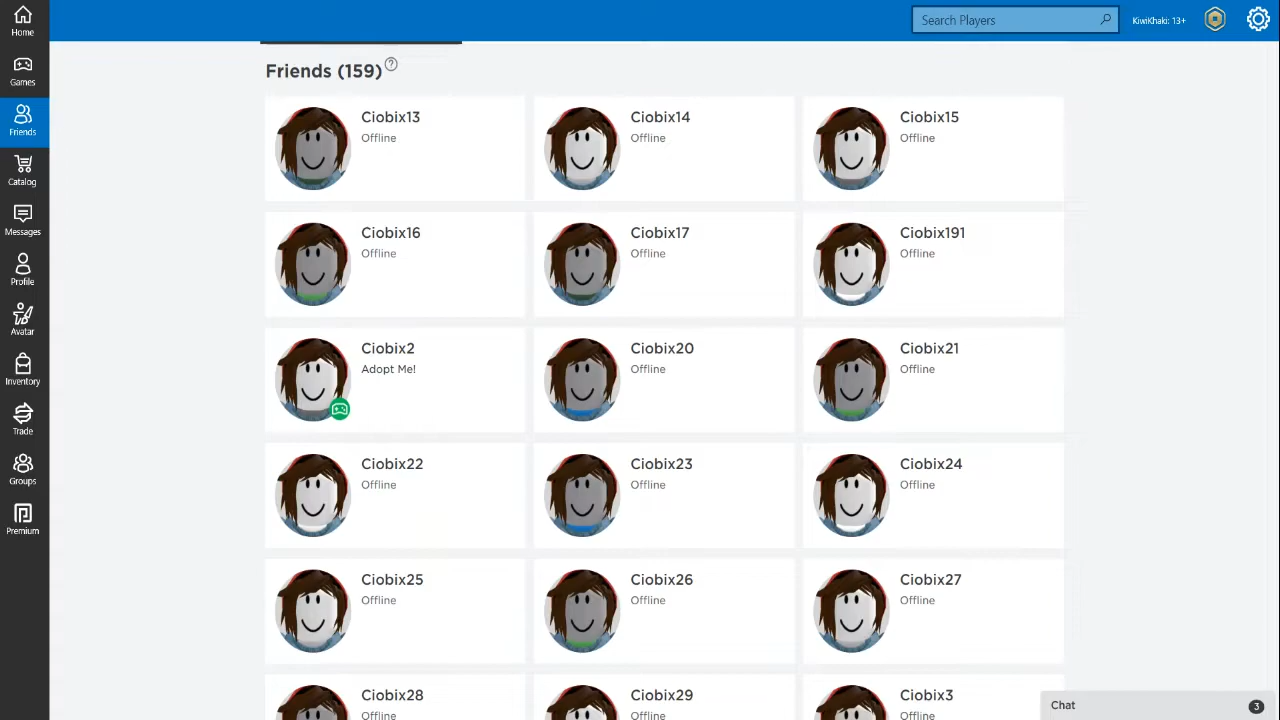 Home
Games
Friends
Catalog
Messages
Profile
Avatar
Inventory
Trade
Groups
Premium
Search Players
KiwiKhaki: 13+
Friends (159)
?
Ciobix13
Offline
Ciobix14
Offline
Ciobix15
Offline
Ciobix16
Offline
Ciobix17
Offline
Ciobix191
Offline
Ciobix2
Adopt Me!
Ciobix20
Offline
Ciobix21
Offline
Ciobix22
Offline
Ciobix23
Offline
Ciobix24
Offline
Ciobix25
Offline
Ciobix26
Offline
Ciobix27
Offline
Ciobix28
Offline
Ciobix29
Offline
Ciobix3
Offline
Chat
3